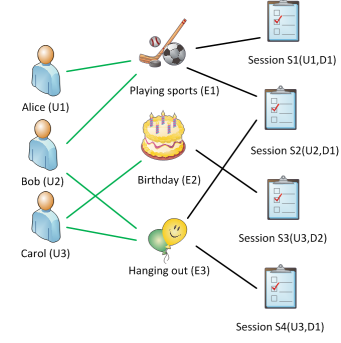 Session S1(U1,D1)
Playing sports (E1)
Alice (U1)
Session S2(U2,D1)
Bob (U2)
Birthday (E2)
Session S3(U3,D2)
Carol (U3)
Hanging out (E3)
Session S4(U3,D1)